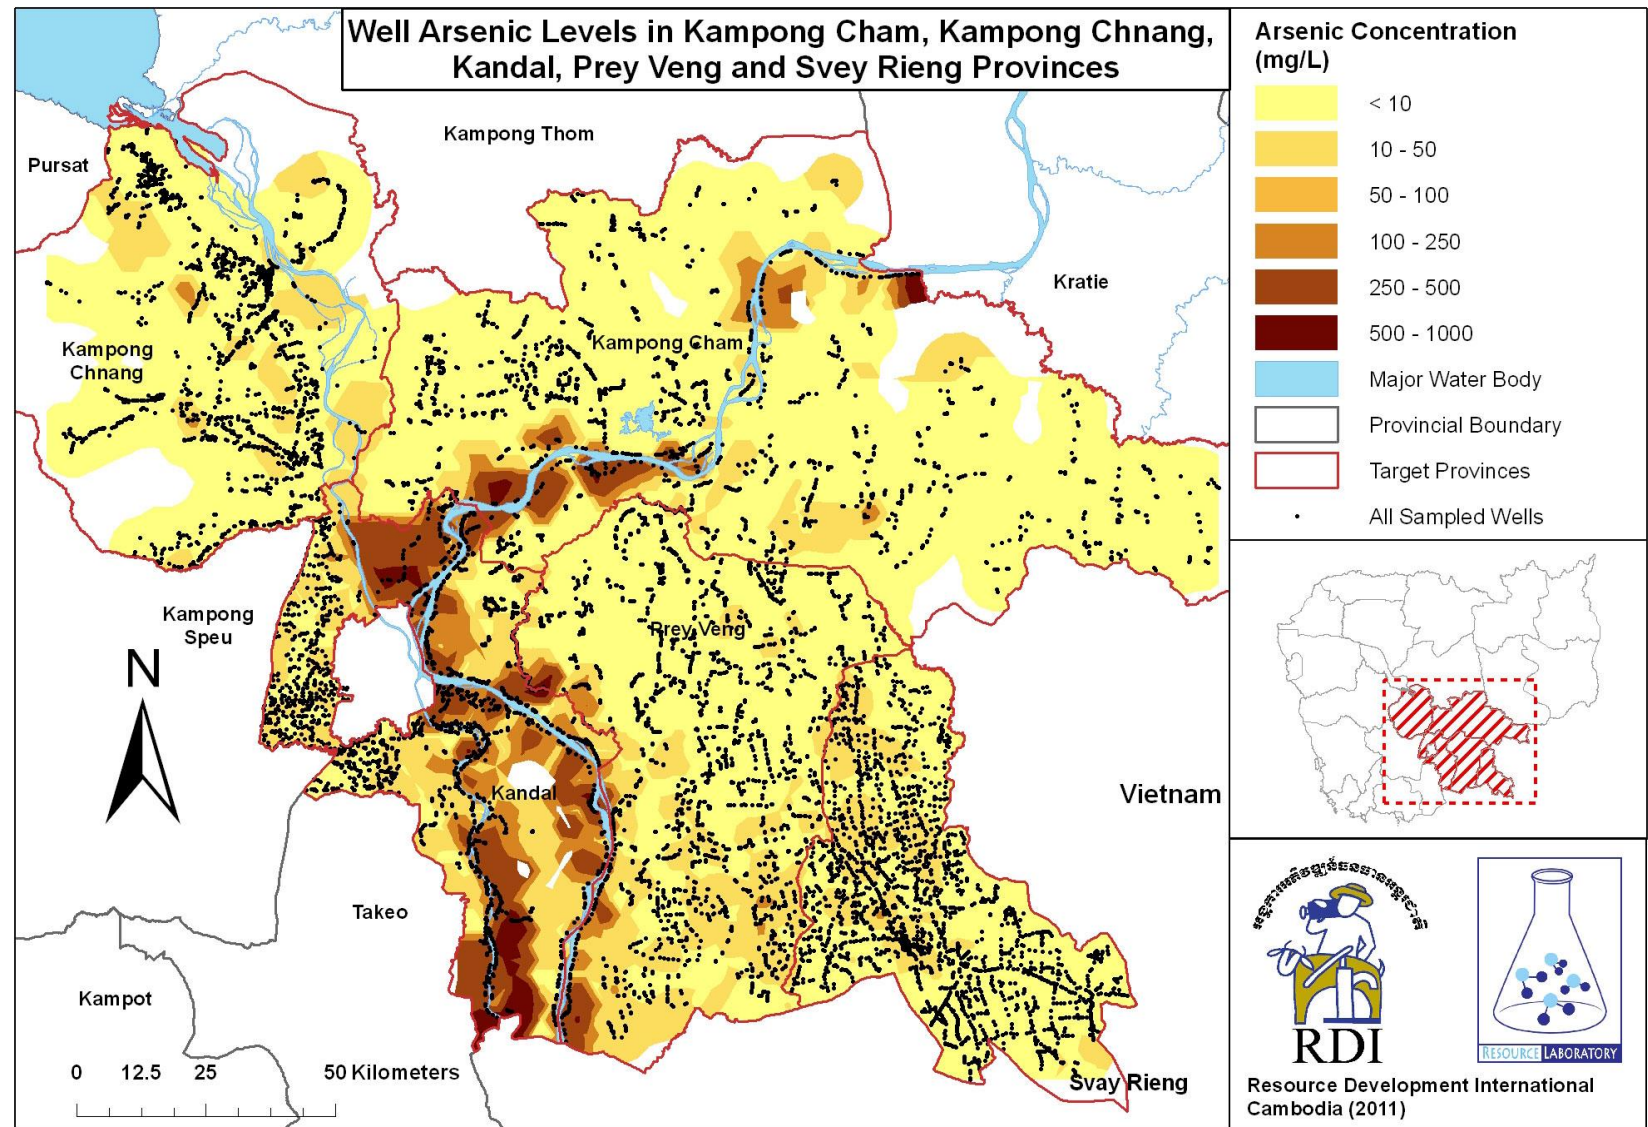 Well Arsenic Levels in Kampong Cham, Kampong Chnang,
Kandal, Prey Veng and Svey Rieng Provinces
Arsenic Concentration
(mg/L)
< 10
10 - 50
50 - 100
100 - 250
250 - 500
500 - 1000
Major Water Body
Provincial Boundary
Target Provinces
All Sampled Wells
Kampong Thom
Pursat
Kratie
Kampong
Chnang
Kampong Cham
Kampong
Speu
Prey Veng
N
Vietnam
Kandal
Takeo
Kampot
Svay Rieng
0 12.5 25 50 Kilometers
RDI
RESOURCE LABORATORY
Resource Development International
Cambodia (2011)